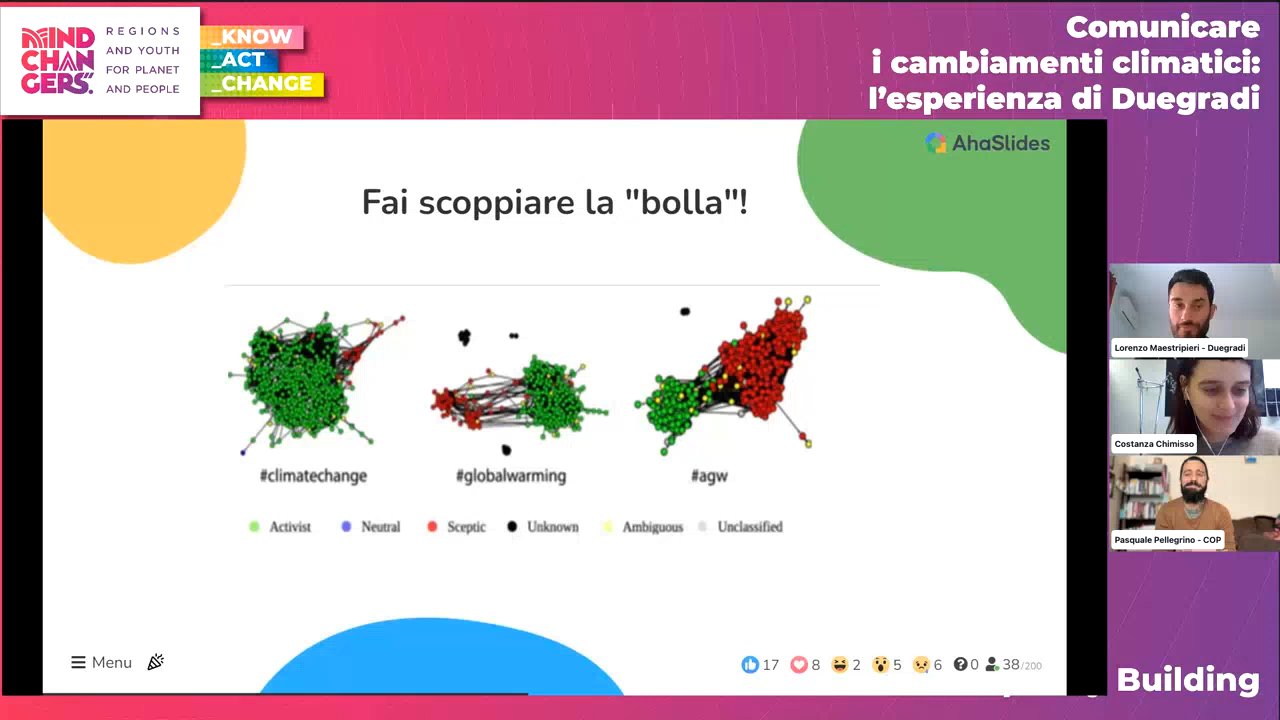 MIND
CHAN
GERS.
REGIONS
AND YOUTH
FOR PLANET
AND PEOPLE
_KNOW
_ACT
_CHANGE
Comunicare
i cambiamenti climatici:
l'esperienza di Duegradi
AhaSlides
Fai scoppiare la "bolla"!
#climatechange
#globalwarming
#agw
Activist
Neutral
Sceptic
Unknown
Ambiguous
Unclassified
Menu
17
8
2
5
6
0
38/200
Lorenzo Maestripieri - Duegradi
Costanza Chimisso
Pasquale Pellegrino - COP
Building